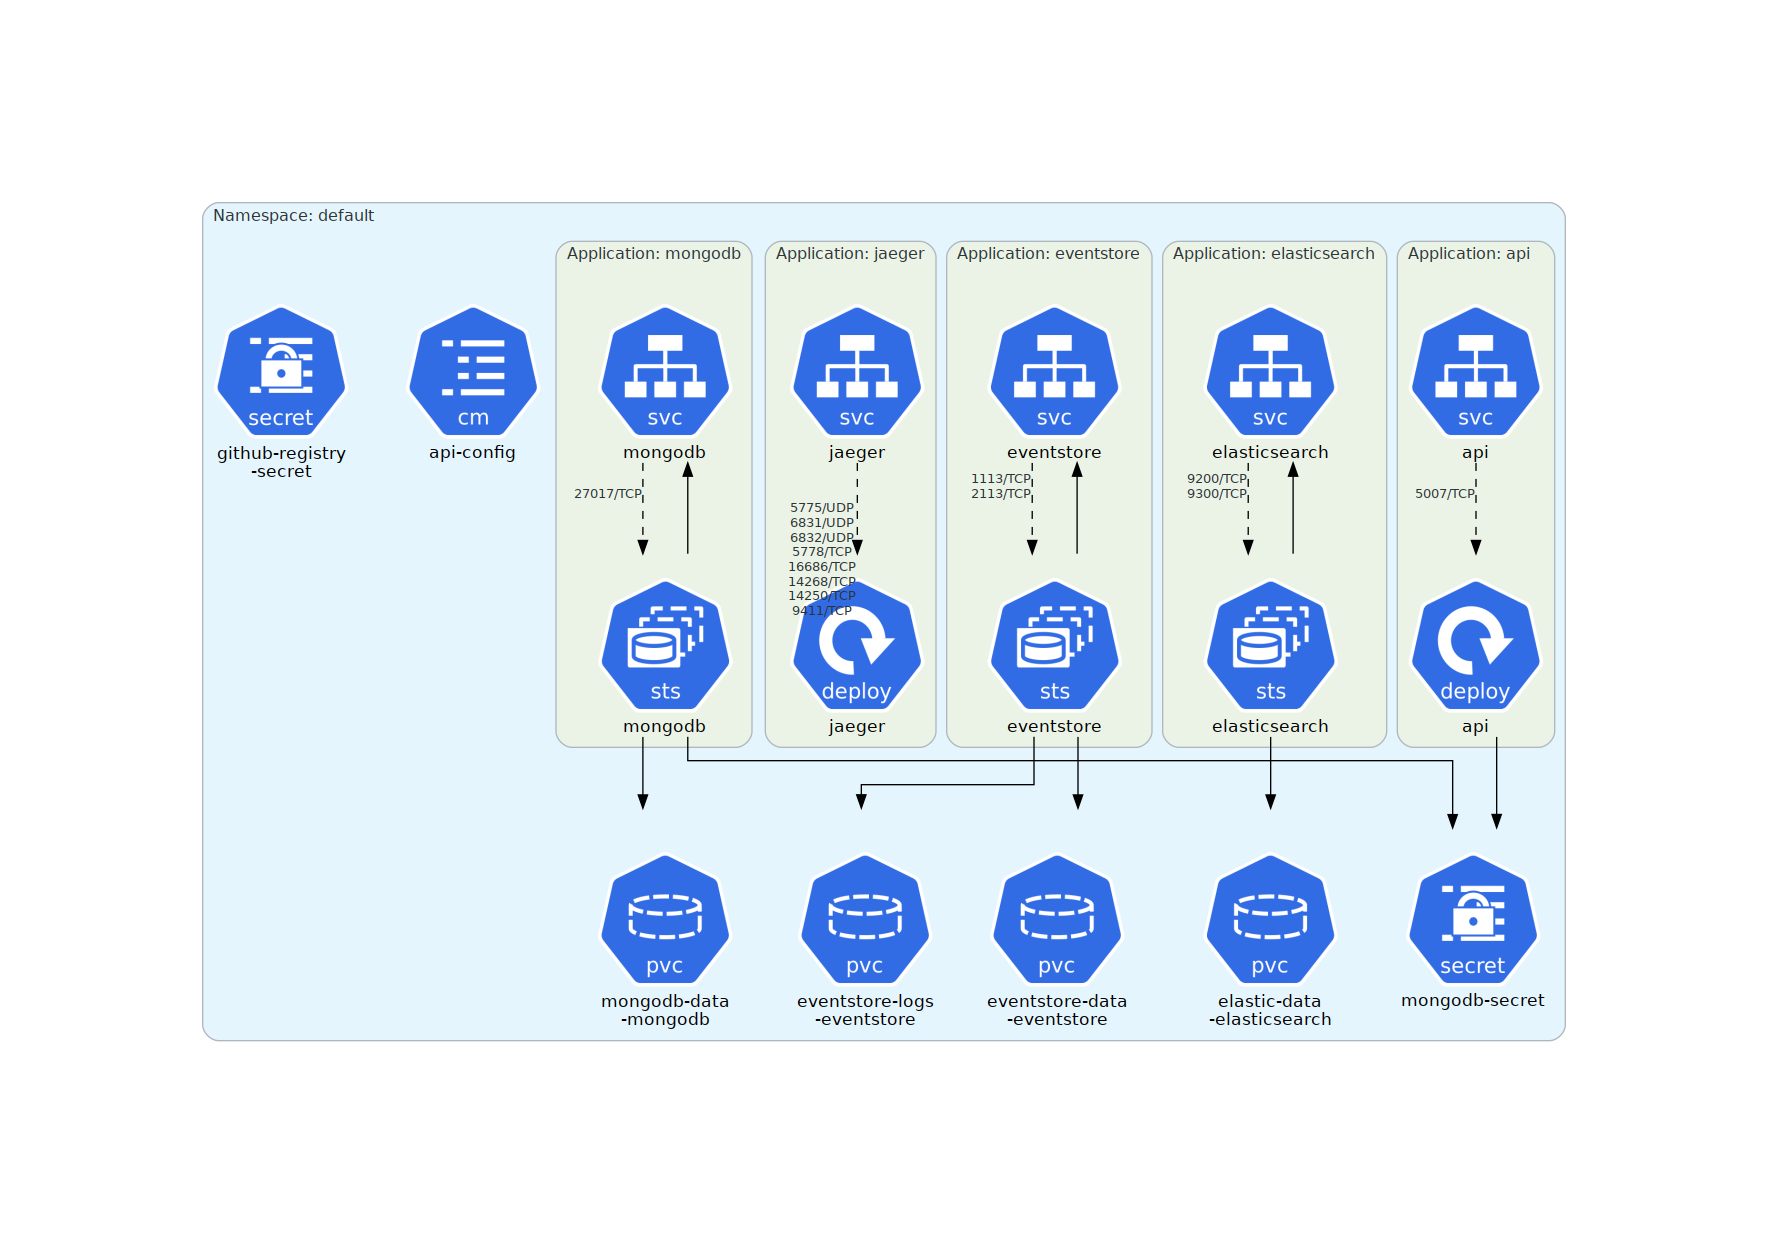 Namespace: default
Application: mongodb
Application: jaeger
Application: eventstore
Application: elasticsearch
Application: api
secret
cm
svc
svc
svc
svc
svc
github-registry
-secret
api-config
mongodb
jaeger
eventstore
elasticsearch
api
27017/TCP
5775/UDP
6831/UDP
6832/UDP
5778/TCP
16686/TCP
14268/TCP
14250/TCP
9411/TCP
1113/TCP
2113/TCP
9200/TCP
9300/TCP
5007/TCP
sts
deploy
sts
sts
deploy
mongodb
jaeger
eventstore
elasticsearch
api
pvc
pvc
pvc
pvc
secret
mongodb-data
-mongodb
eventstore-logs
-eventstore
eventstore-data
-eventstore
elastic-data
-elasticsearch
mongodb-secret